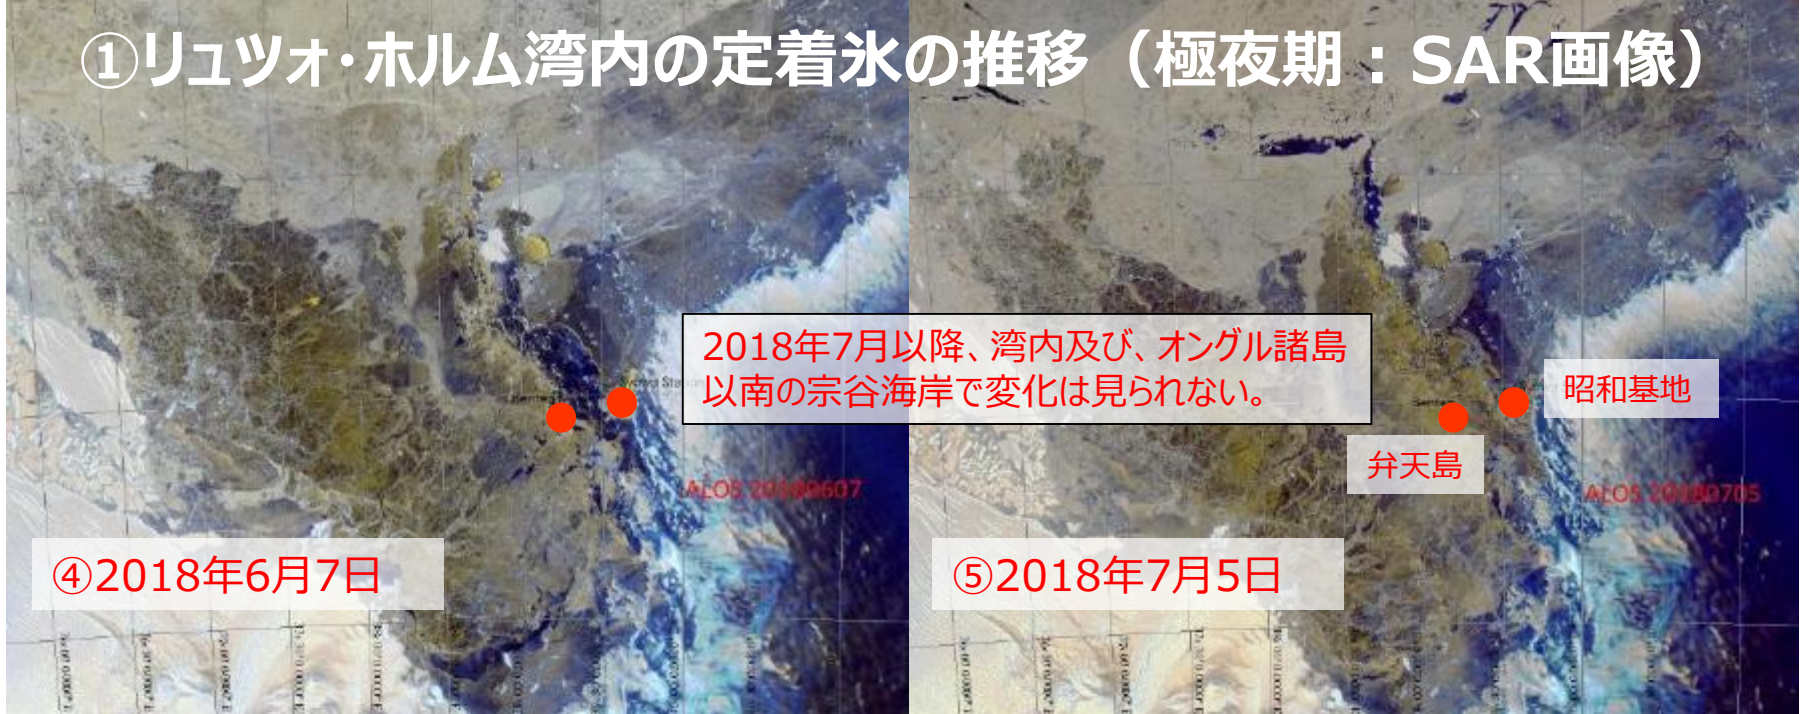 ①リュツォ・ホルム湾内の定着氷の推移（極夜期：SAR画像）
2018年7月以降、湾内及び、オングル諸島
以南の宗谷海岸で変化は見られない。
昭和基地
弁天島
ALOS 20180607
ALOS 20180705
④2018年6月7日
⑤2018年7月5日